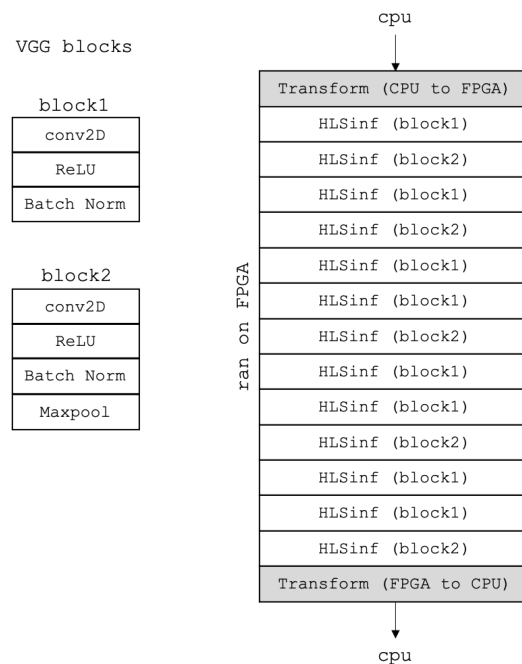 VGG blocks
block1
conv2D
ReLU
Batch Norm
block2
conv2D
ReLU
Batch Norm
Maxpool
cpu
Transform (CPU to FPGA)
HLSinf (block1)
HLSinf (block2)
HLSinf (block1)
HLSinf (block2)
HLSinf (block1)
HLSinf (block1)
HLSinf (block2)
HLSinf (block1)
HLSinf (block1)
HLSinf (block2)
HLSinf (block1)
HLSinf (block1)
HLSinf (block2)
Transform (FPGA to CPU)
cpu
ran on FPGA